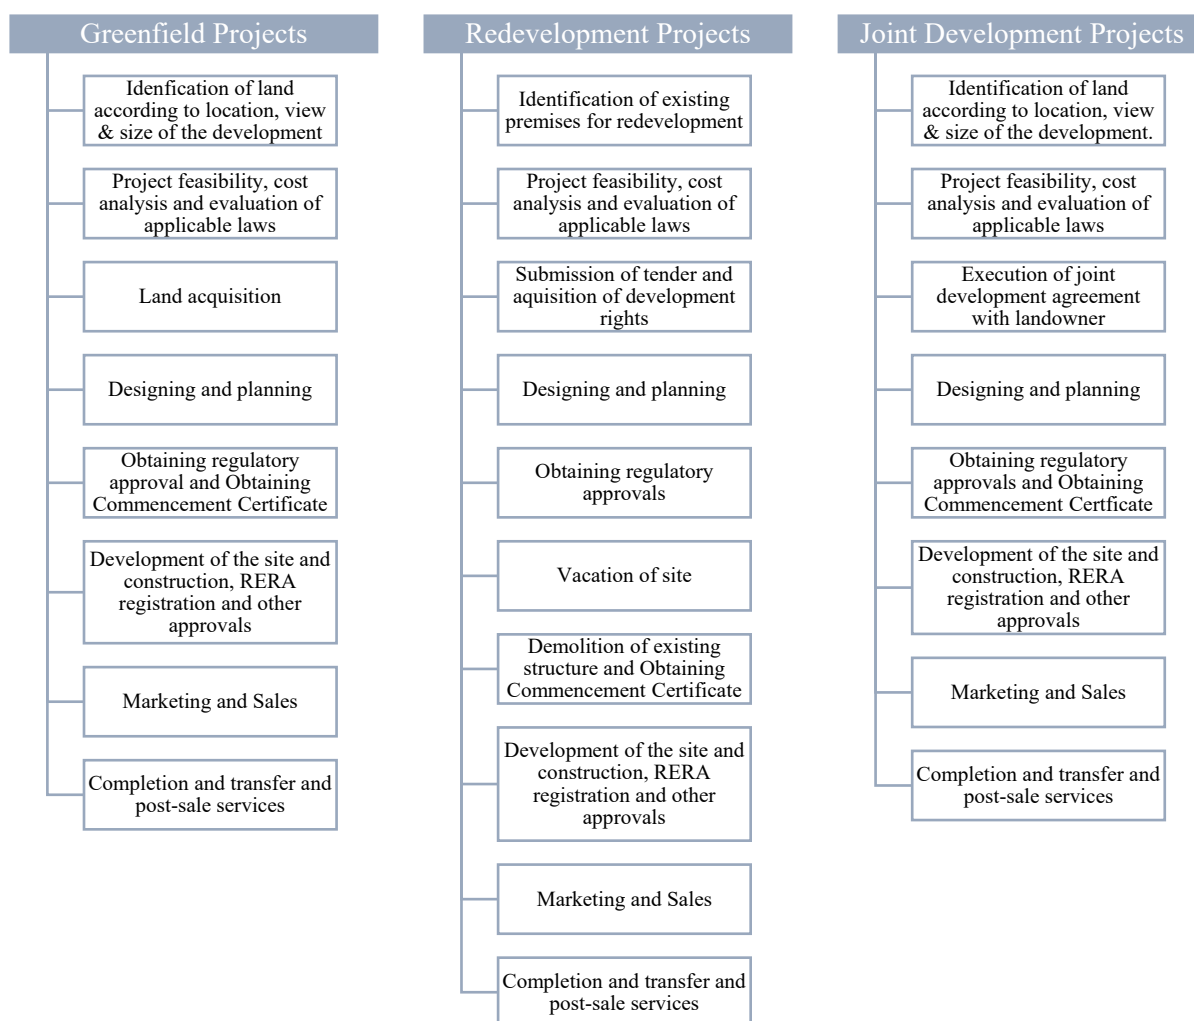 Greenfield Projects
Idenfication of land
according to location, view
& size of the development
Project feasibility, cost
analysis and evaluation of
applicable laws
Land acquisition
Designing and planning
Obtaining regulatory
approval and Obtaining
Commencement Certificate
Development of the site and
construction, RERA
registration and other
approvals
Marketing and Sales
Completion and transfer and
post-sale services
Redevelopment Projects
Identification of existing
premises for redevelopment
Project feasibility, cost
analysis and evaluation of
applicable laws
Submission of tender and
aquisition of development
rights
Designing and planning
Obtaining regulatory
approvals
Vacation of site
Demolition of existing
structure and Obtaining
Commencement Certificate
Development of the site and
construction, RERA
registration and other
approvals
Marketing and Sales
Completion and transfer and
post-sale services
Joint Development Projects
Identification of land
according to location, view
& size of the development.
Project feasibility, cost
analysis and evaluation of
applicable laws
Execution of joint
development agreement
with landowner
Designing and planning
Obtaining regulatory
approvals and Obtaining
Commencement Certficate
Development of the site and
construction, RERA
registration and other
approvals
Marketing and Sales
Completion and transfer and
post-sale services